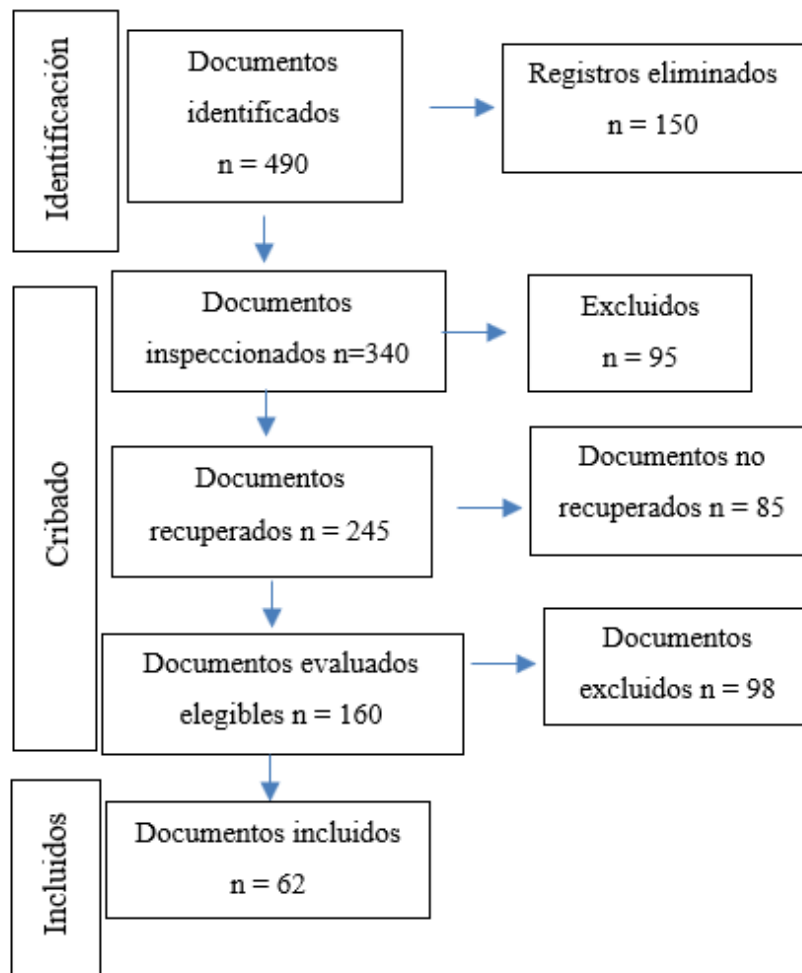 Identificación
Documentos
identificados
n = 490
Registros eliminados
n = 150
Cribado
Documentos
inspeccionados n=340
Excluidos
n = 95
Documentos
recuperados n = 245
Documentos no
recuperados n = 85
Documentos evaluados
elegibles n = 160
Documentos
excluidos n = 98
Incluidos
Documentos incluidos
n = 62